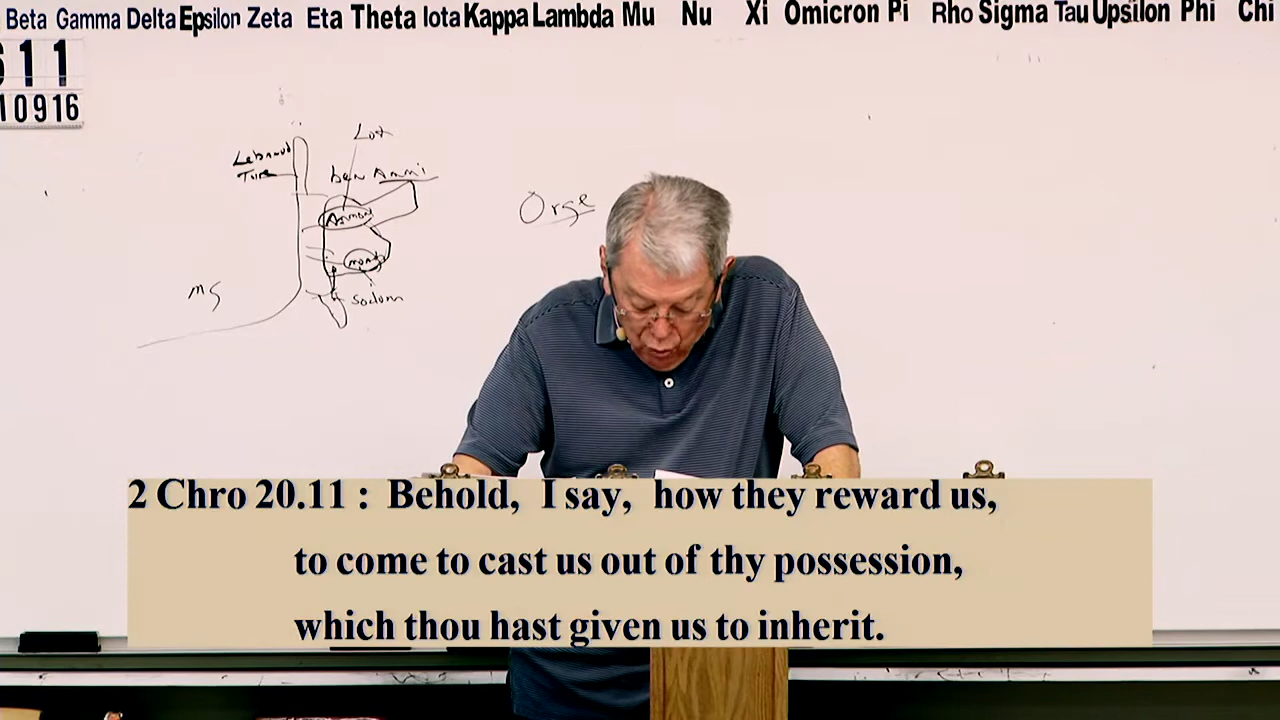 Beta Gamma Delta Epsilon Zeta Eta Theta Iota Kappa Lambda Mu Nu Xi Omicron Pi Rho Sigma Tau Upsilon Phi Chi
611
10916
Lot
Tyre
ben Ammi
Orge
Ammon
ms
sodom
2 Chro 20.11 : Behold, I say, how they reward us,
to come to cast us out of thy possession,
which thou hast given us to inherit.